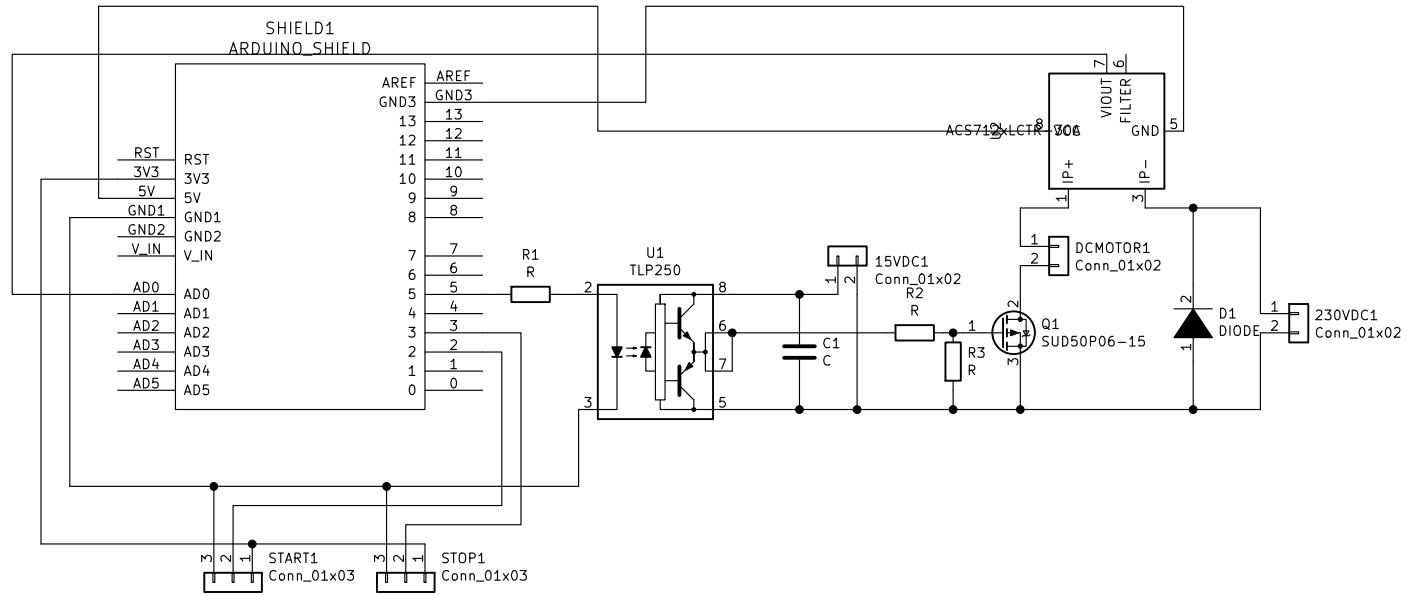 SHIELD1
ARDUINO_SHIELD
AREF AREF
GND3 GND3
13 13
12 12
11 11
10 10
9 9
8 8
7 7
6 6
5 5
4 4
3 3
2 2
1 1
0 0
RST RST
3V3 3V3
5V 5V
GND1 GND1
GND2 GND2
V_IN V_IN
AD0 AD0
AD1 AD1
AD2 AD2
AD3 AD3
AD4 AD4
AD5 AD5
R1
R
U1
TLP250
2
3
8
6
7
5
C1
C
1
2
15VDC1
Conn_01x02
R2
R
R3
R
1
2
3
Q1
SUD50P06-15
1
2
DCMOTOR1
Conn_01x02
7
6
VIOUT
FILTER
8
GND
5
IP+
IP-
1
3
2
1
D1
DIODE
1
2
230VDC1
Conn_01x02
3
2
1
START1
Conn_01x03
3
2
1
STOP1
Conn_01x03